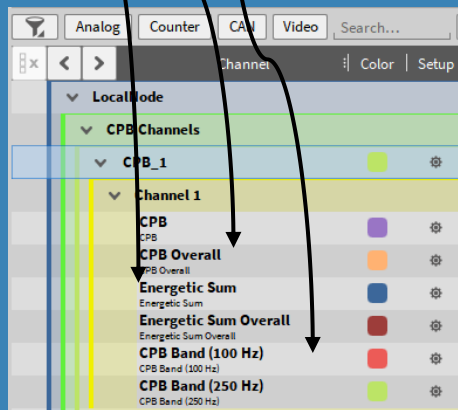 Analog Counter CAN Video Search...
Channel Color Setup
LocalNode
CPB Channels
CPB_1
Channel 1
CPB
CPB
CPB Overall
CPB Overall
Energetic Sum
Energetic Sum
Energetic Sum Overall
Energetic Sum Overall
CPB Band (100 Hz)
CPB Band (100 Hz)
CPB Band (250 Hz)
CPB Band (250 Hz)